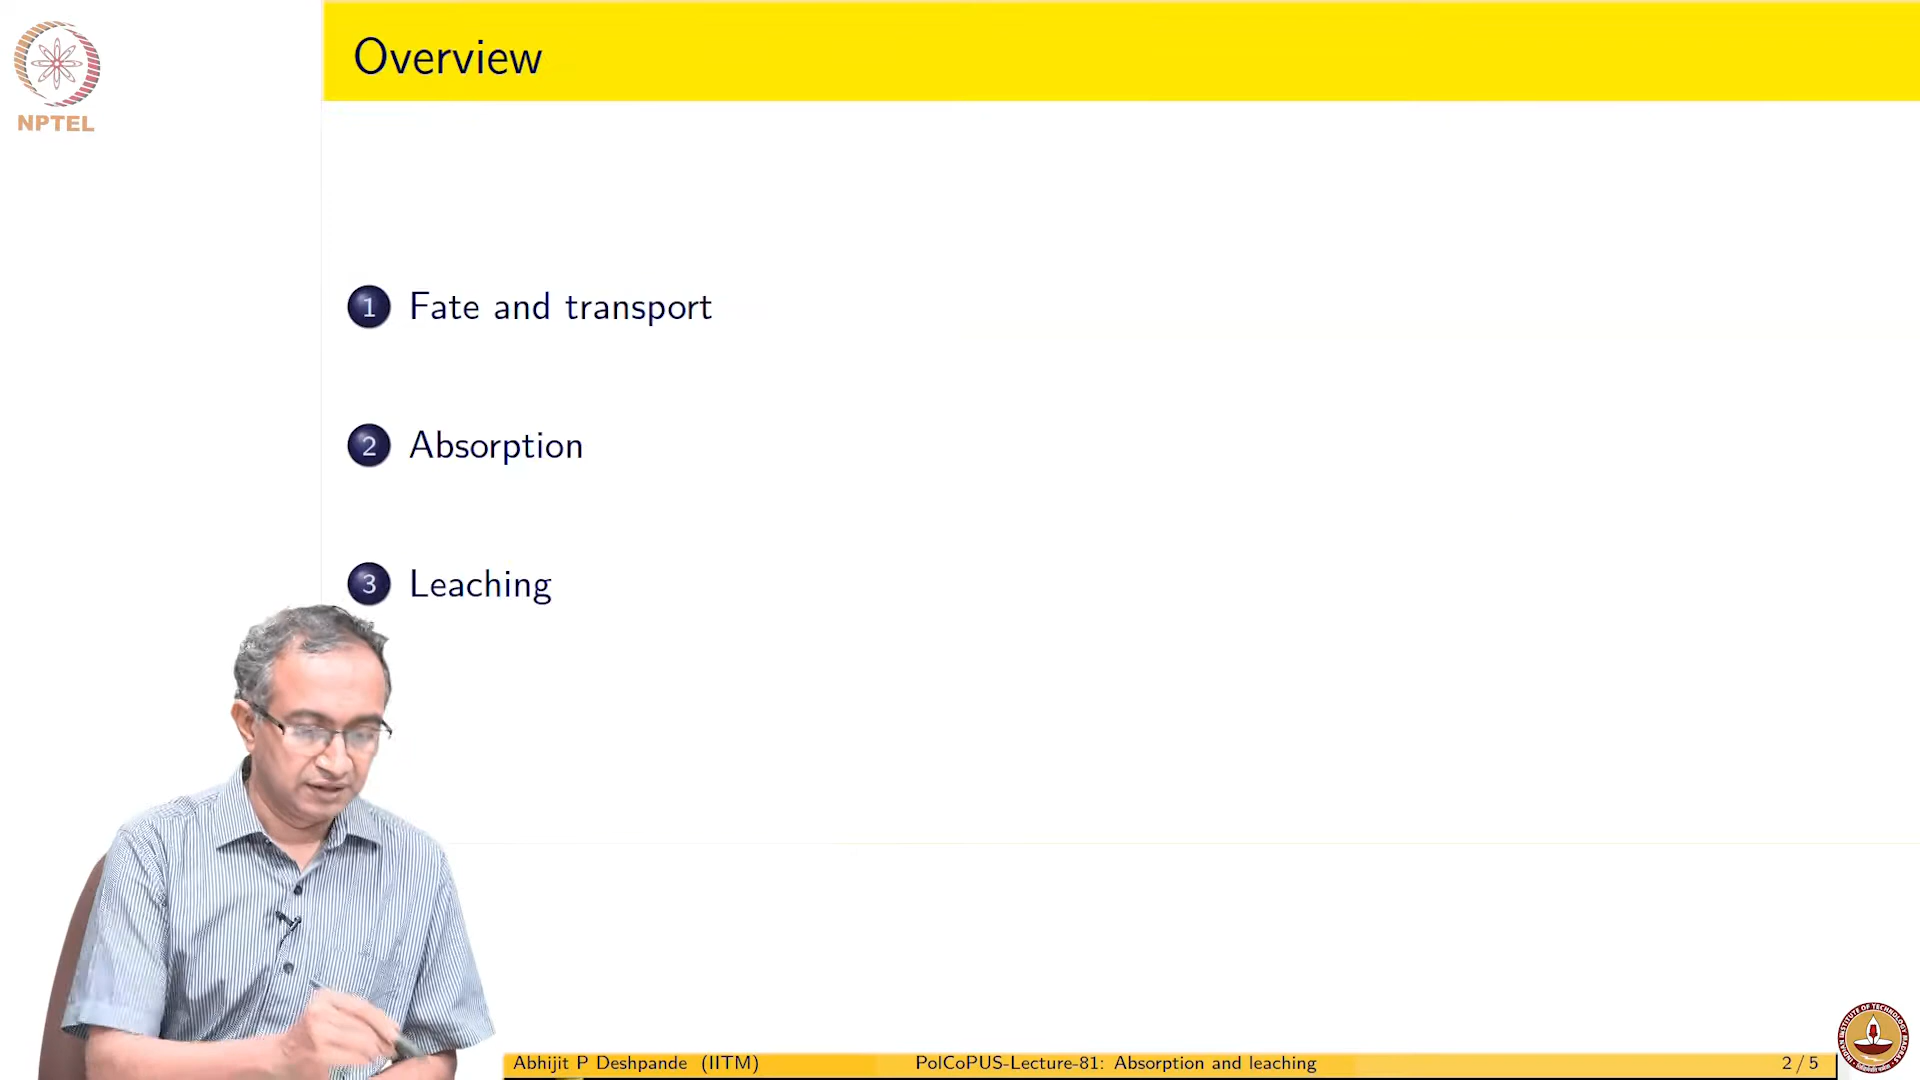 NPTEL
Overview
1 Fate and transport
2 Absorption
3 Leaching
Abhijit P Deshpande (IITM) PolCoPUS-Lecture-81: Absorption and leaching 2 / 5